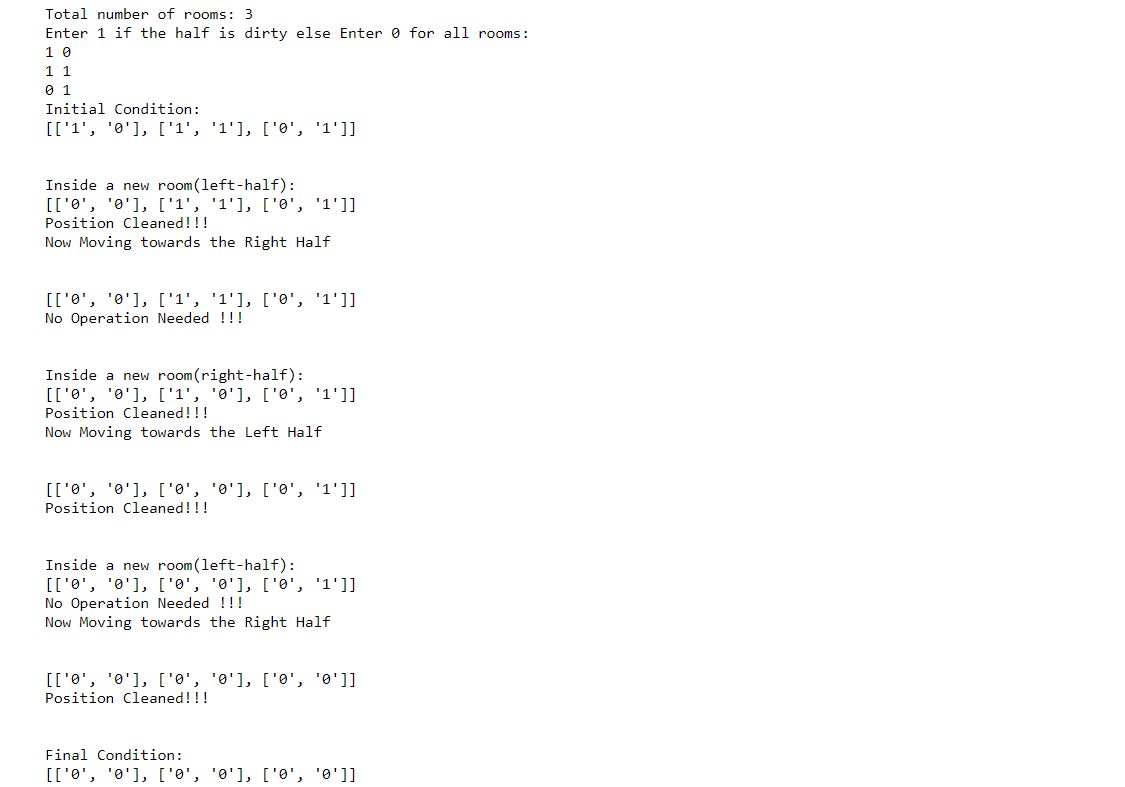 Total number of rooms: 3
Enter 1 if the half is dirty else Enter 0 for all rooms:
1 0
1 1
0 1
Initial Condition:
[['1', '0'], ['1', '1'], ['0', '1']]
Inside a new room(left-half):
[['0', '0'], ['1', '1'], ['0', '1']]
Position Cleaned!!!
Now Moving towards the Right Half
[['0', '0'], ['1', '1'], ['0', '1']]
No Operation Needed !!!
Inside a new room(right-half):
[['0', '0'], ['1', '0'], ['0', '1']]
Position Cleaned!!!
Now Moving towards the Left Half
[['0', '0'], ['0', '0'], ['0', '1']]
Position Cleaned!!!
Inside a new room(left-half):
[['0', '0'], ['0', '0'], ['0', '1']]
No Operation Needed !!!
Now Moving towards the Right Half
[['0', '0'], ['0', '0'], ['0', '0']]
Position Cleaned!!!
Final Condition:
[['0', '0'], ['0', '0'], ['0', '0']]